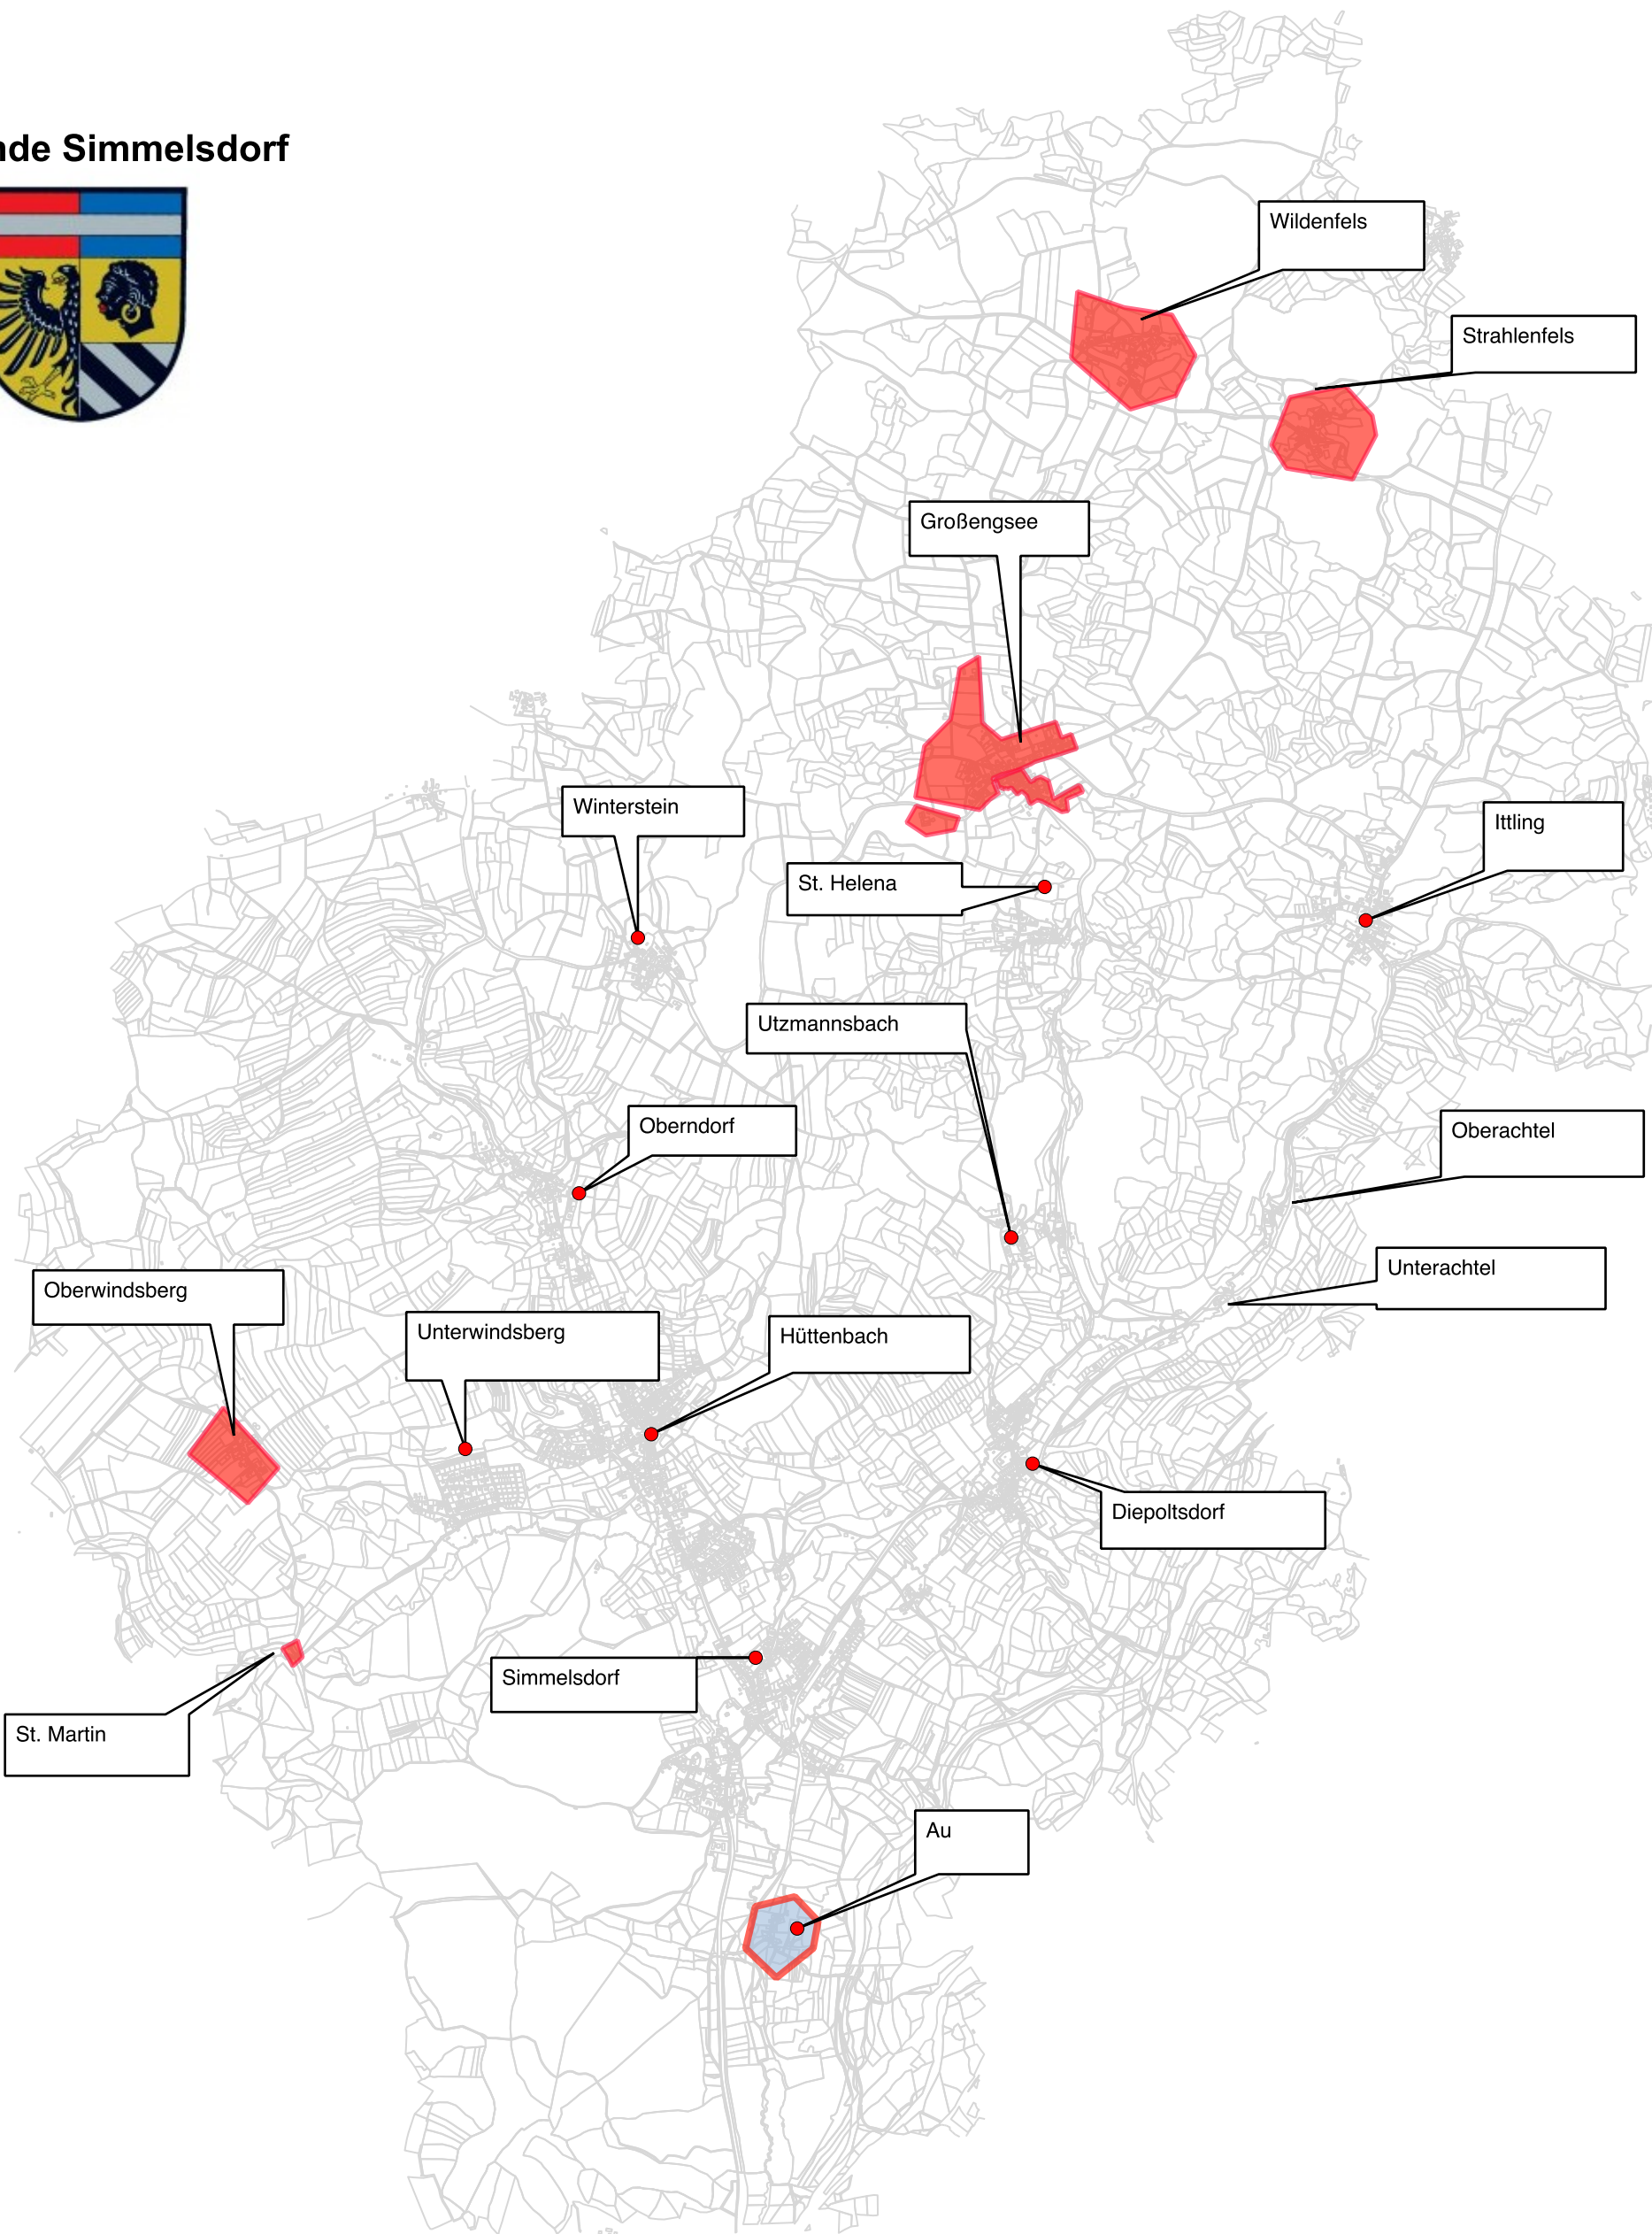 nde Simmelsdorf
Wildenfels
Strahlenfels
Großengsee
Winterstein
Ittling
St. Helena
Utzmannsbach
Oberndorf
Oberachtel
Unterachtel
Oberwindsberg
Unterwindsberg
Hüttenbach
Diepoltsdorf
Simmelsdorf
St. Martin
Au